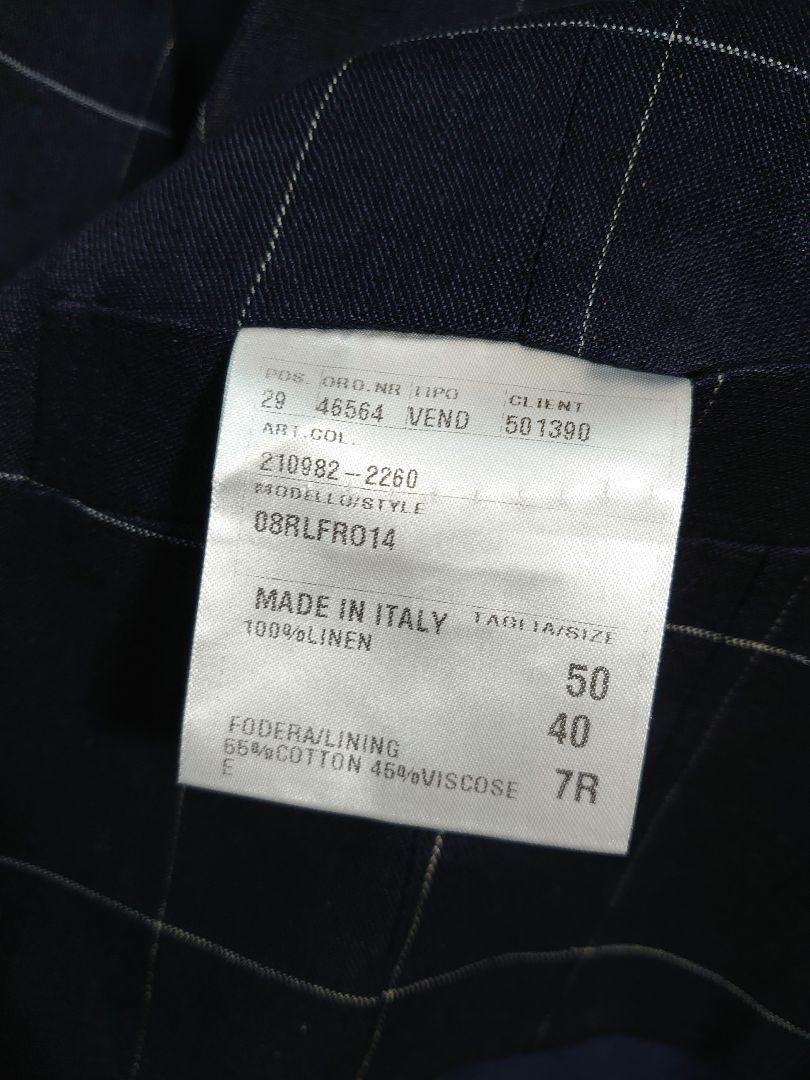 POS. ORD.NR TIPO CLIENT
29 46564 VEND 501390
ART.COL.
210982-2260
MODELLO/STYLE
08RLFRO14
MADE IN ITALY TAGLIA/SIZE
100%LINEN
50
40
FODERA/LINING
55%COTTON 45%VISCOSE 7R
E